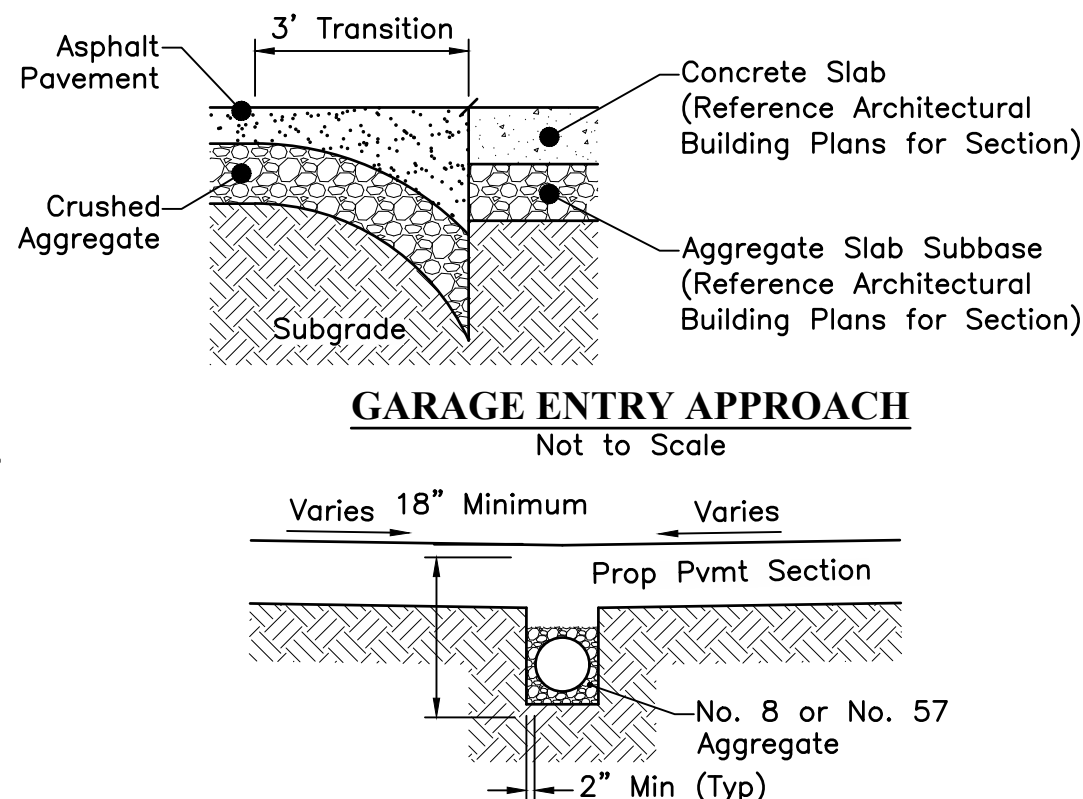 3' Transition
Asphalt
Pavement
Concrete Slab
(Reference Architectural
Building Plans for Section)
Crushed
Aggregate
Aggregate Slab Subbase
(Reference Architectural
Building Plans for Section)
Subgrade
GARAGE ENTRY APPROACH
Not to Scale
Varies
18" Minimum
Varies
Prop Pvmt Section
No. 8 or No. 57
Aggregate
2" Min (Typ)